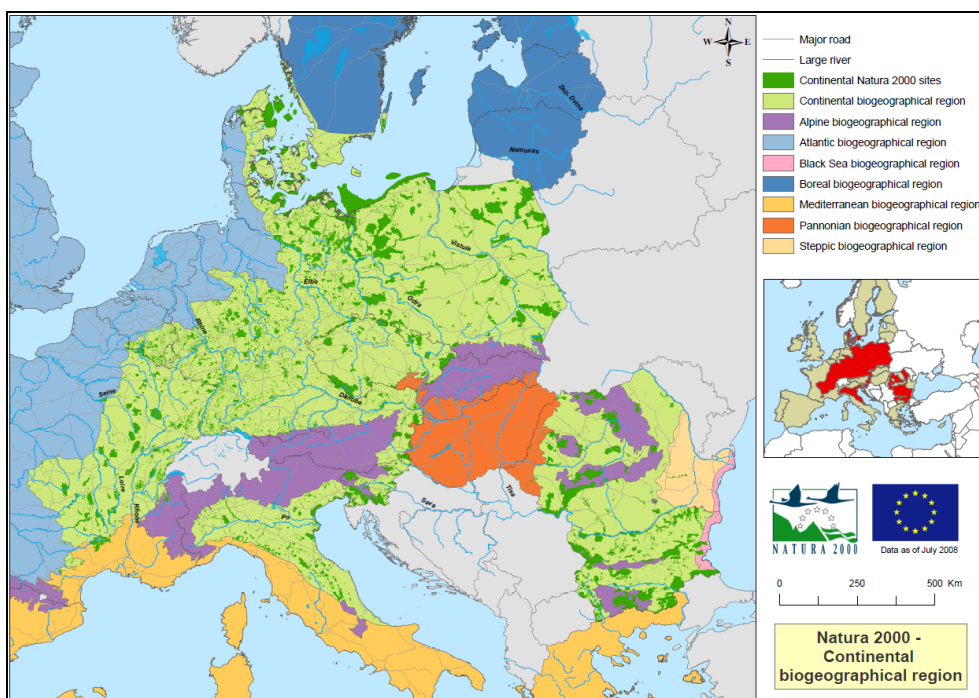 N
W E
S
Major road
Large river
Continental Natura 2000 sites
Continental biogeographical region
Alpine biogeographical region
Atlantic biogeographical region
Black Sea biogeographical region
Boreal biogeographical region
Mediterranean biogeographical region
Pannonian biogeographical region
Steppic biogeographical region
Zap. Dvina
Nemunas
Vistule
Elbe
Odra
Rhine
Seine
Danube
Loire
Rhone
Po
Sava
Tisa
NATURA 2000
Data as of July 2008
0 250 500 Km
Natura 2000 -
Continental
biogeographical region